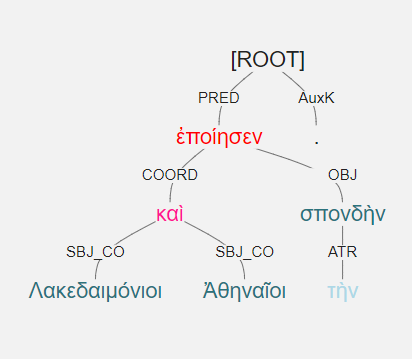 [ROOT]
PRED AuxK
ἐποίησεν .
COORD OBJ
καὶ σπονδὴν
SBJ_CO SBJ_CO ATR
Λακεδαιμόνιοι Ἀθηναῖοι τὴν